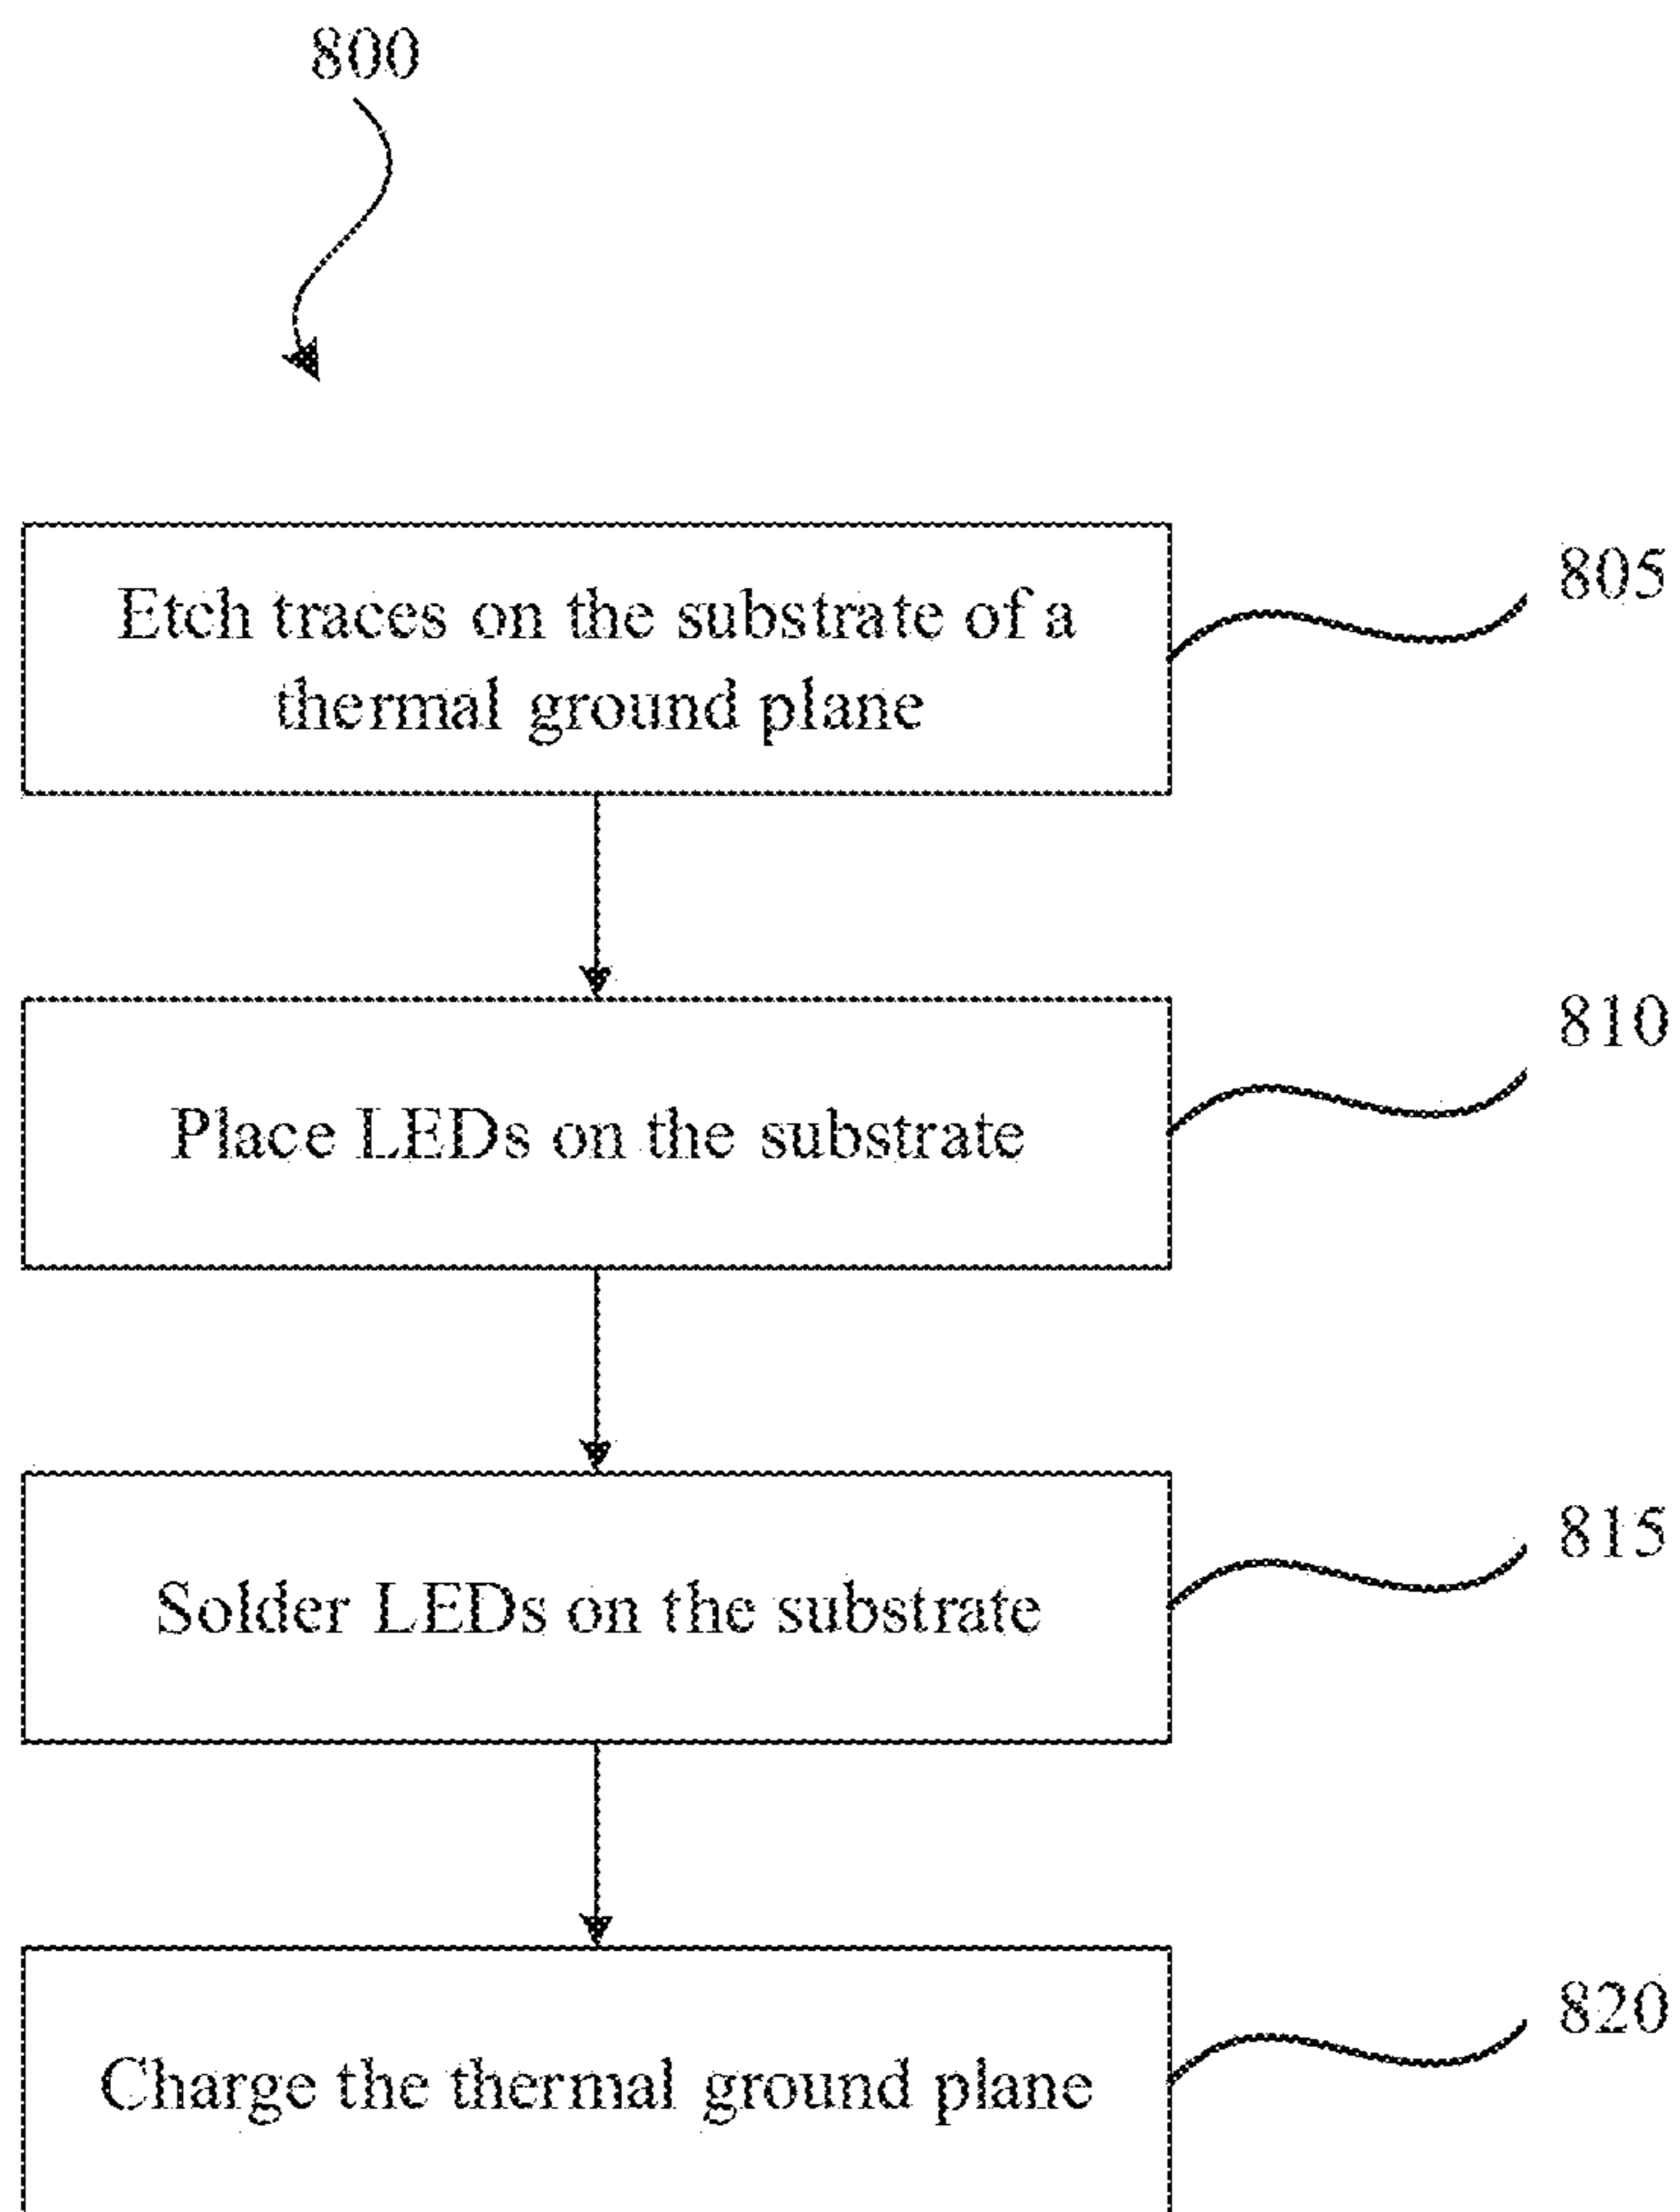 800
Etch traces on the substrate of a
thermal ground plane
805
Place LEDs on the substrate
810
Solder LEDs on the substrate
815
Charge the thermal ground plane
820